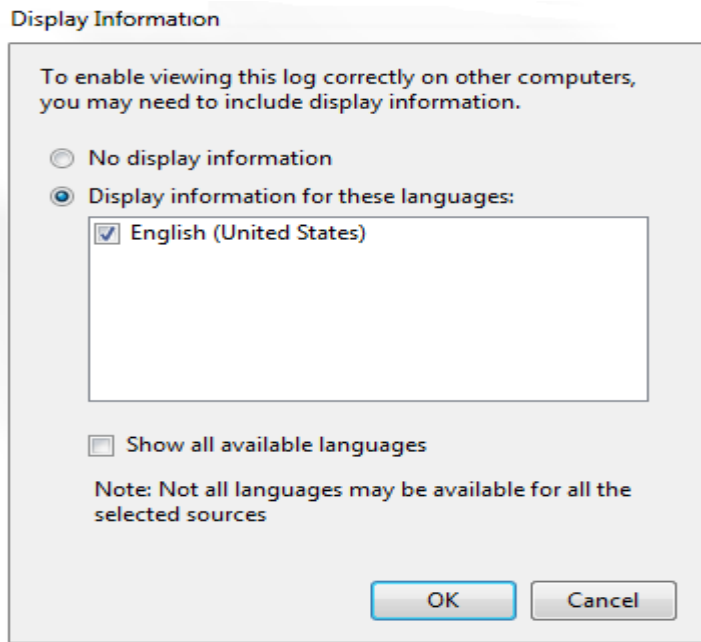 Display Information
To enable viewing this log correctly on other computers,
you may need to include display information.
No display information
Display information for these languages:
English (United States)
Show all available languages
Note: Not all languages may be available for all the
selected sources
OK
Cancel